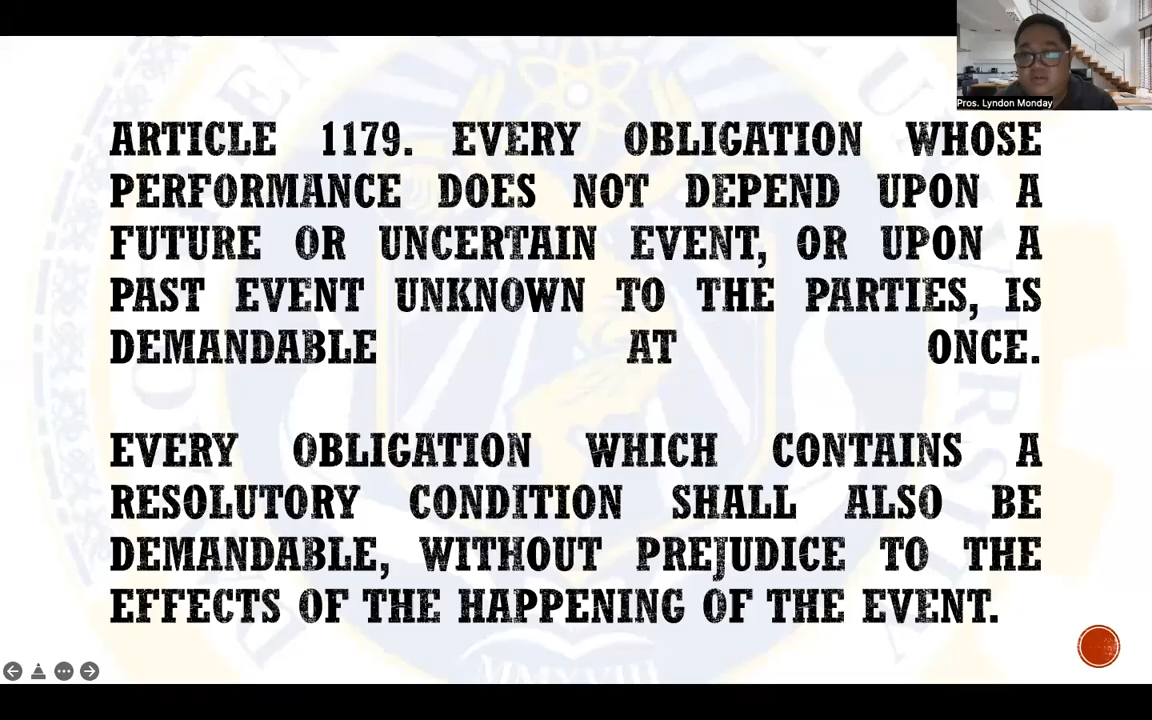 Pros. Lyndon Monday
ARTICLE 1179. EVERY OBLIGATION WHOSE
PERFORMANCE DOES NOT DEPEND UPON A
FUTURE OR UNCERTAIN EVENT, OR UPON A
PAST EVENT UNKNOWN TO THE PARTIES, IS
DEMANDABLE AT ONCE.
EVERY OBLIGATION WHICH CONTAINS A
RESOLUTORY CONDITION SHALL ALSO BE
DEMANDABLE, WITHOUT PREJUDICE TO THE
EFFECTS OF THE HAPPENING OF THE EVENT.
MMXVIII